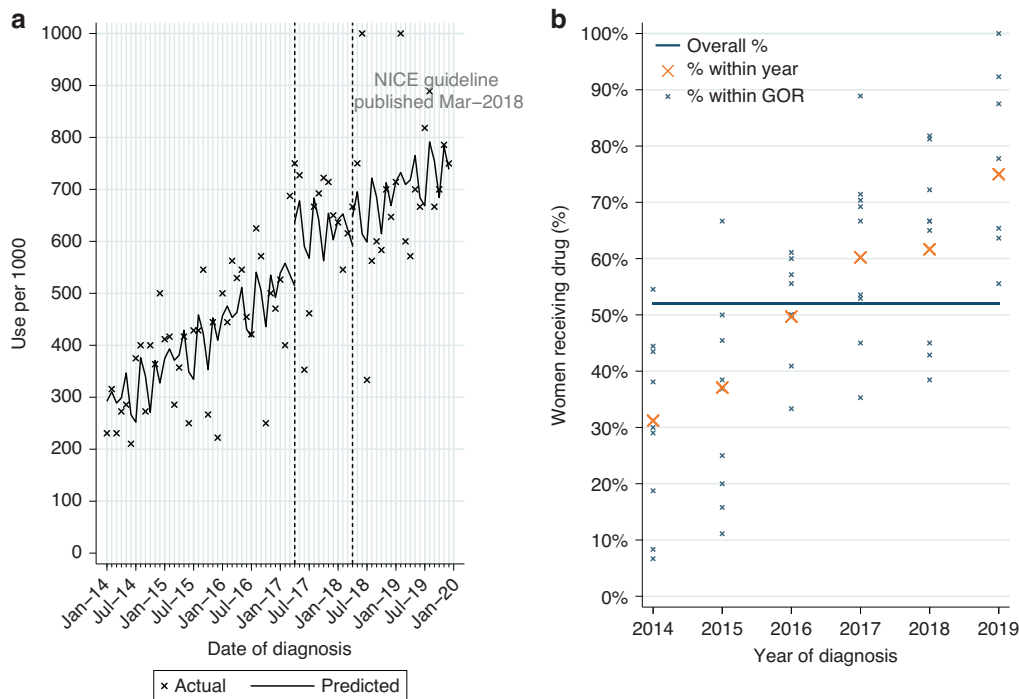 a
1000
900
800
700
600
500
400
300
200
100
0
Use per 1000
NICE guideline
published Mar–2018
Jan–14
Jul–14
Jan–15
Jul–15
Jan–16
Jul–16
Jan–17
Jul–17
Jan–18
Jul–18
Jan–19
Jul–19
Jan–20
Date of diagnosis
Actual
Predicted
b
100%
90%
80%
70%
60%
50%
40%
30%
20%
10%
0%
Women receiving drug (%)
Overall %
% within year
% within GOR
2014 2015 2016 2017 2018 2019
Year of diagnosis